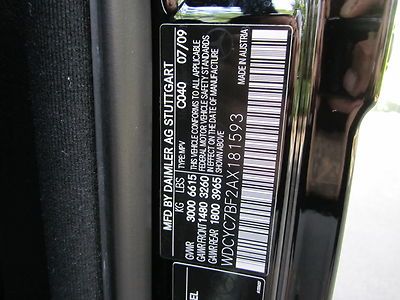 MFD BY DAIMLER AG STUTTGART
KG LBS TYPE:MPV C040 07/09
GVWR 3000 6615 THIS VEHICLE CONFORMS TO ALL APPLICABLE
GAWR FRONT 1480 3260 FEDERAL MOTOR VEHICLE SAFETY STANDARDS
GAWR REAR 1800 3965 IN EFFECT ON THE DATE OF MANUFACTURE
MADE IN AUSTRIA
WDCYC7BF2AX181593
EL